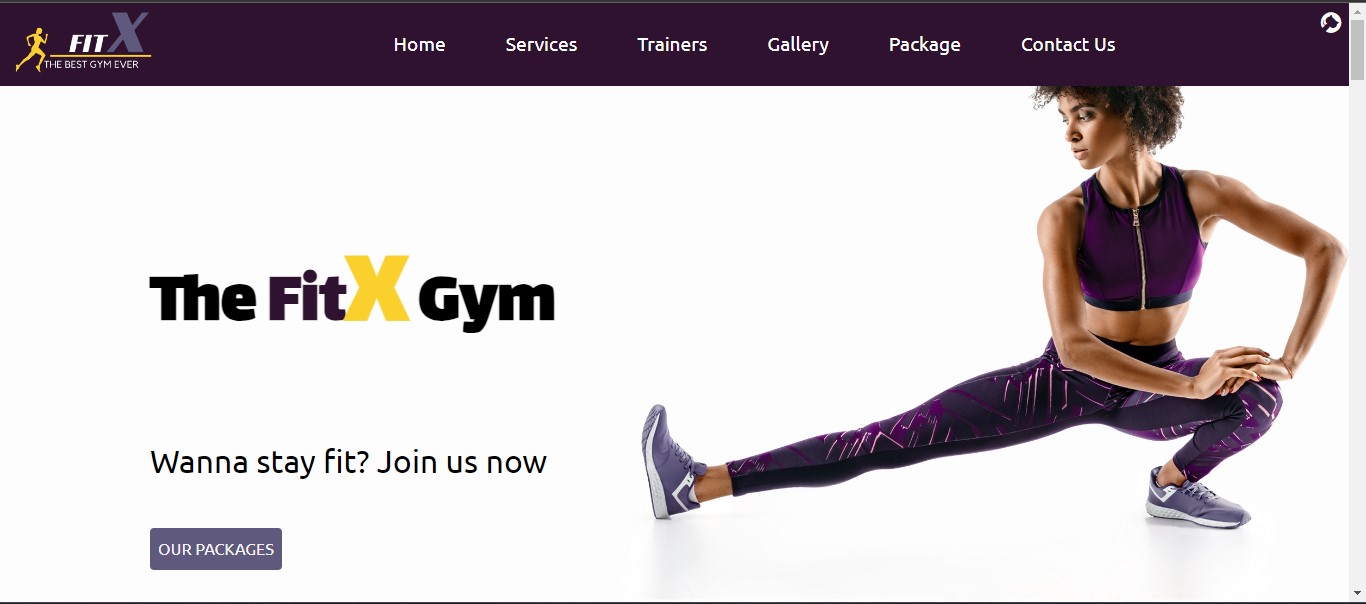 FIT X
THE BEST GYM EVER
Home Services Trainers Gallery Package Contact Us
The FitX Gym
Wanna stay fit? Join us now
OUR PACKAGES